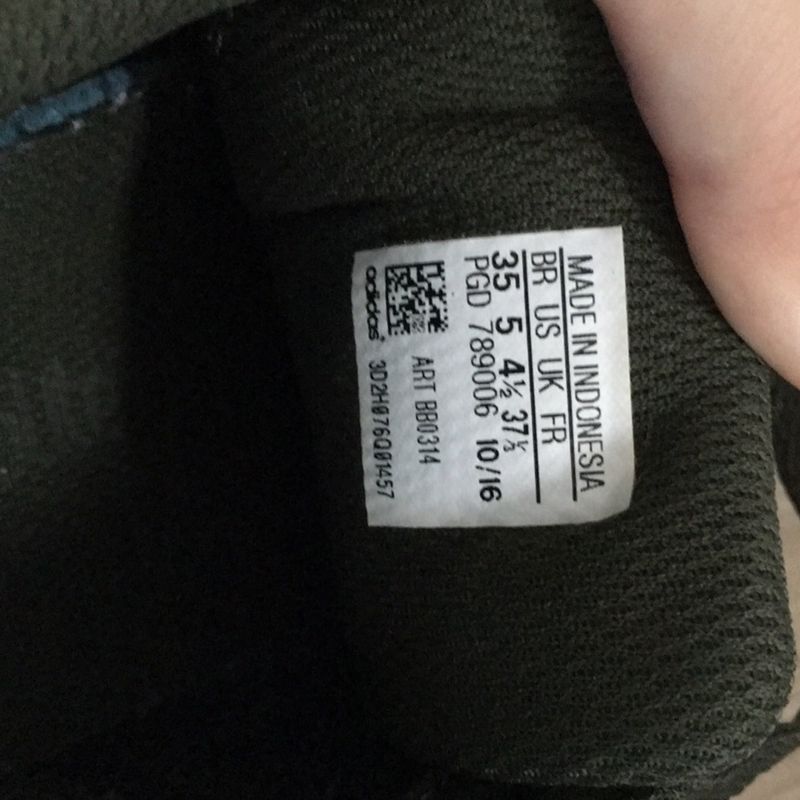 MADE IN INDONESIA
BR US UK FR
35 5 4½ 37⅓
PGD 789006 10/16
ART BB0314
adidas 3D2H076Q01457